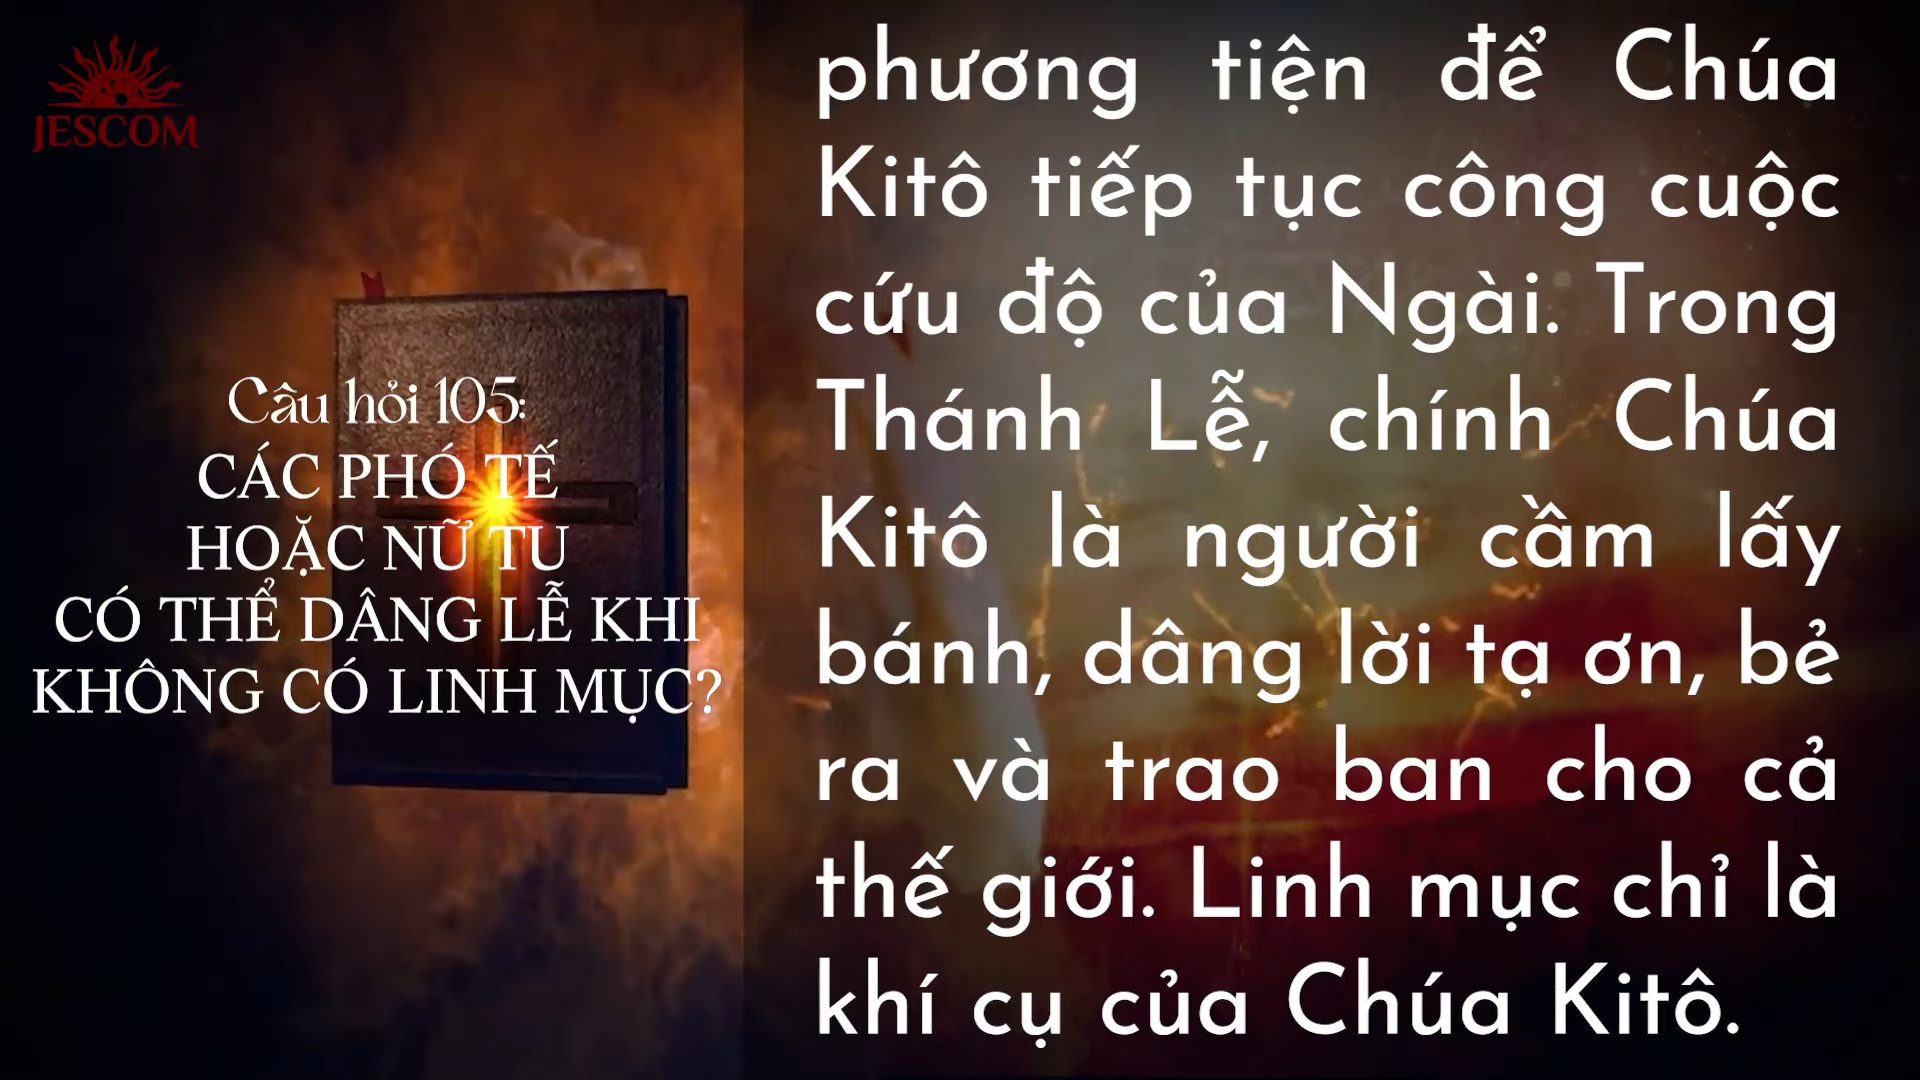 JESCOM
Câu hỏi 105:
CÁC PHÓ TẾ
HOẶC NỮ TU
CÓ THỂ DÂNG LỄ KHI
KHÔNG CÓ LINH MỤC?
phương tiện để Chúa
Kitô tiếp tục công cuộc
cứu độ của Ngài. Trong
Thánh Lễ, chính Chúa
Kitô là người cầm lấy
bánh, dâng lời tạ ơn, bẻ
ra và trao ban cho cả
thế giới. Linh mục chỉ là
khí cụ của Chúa Kitô.